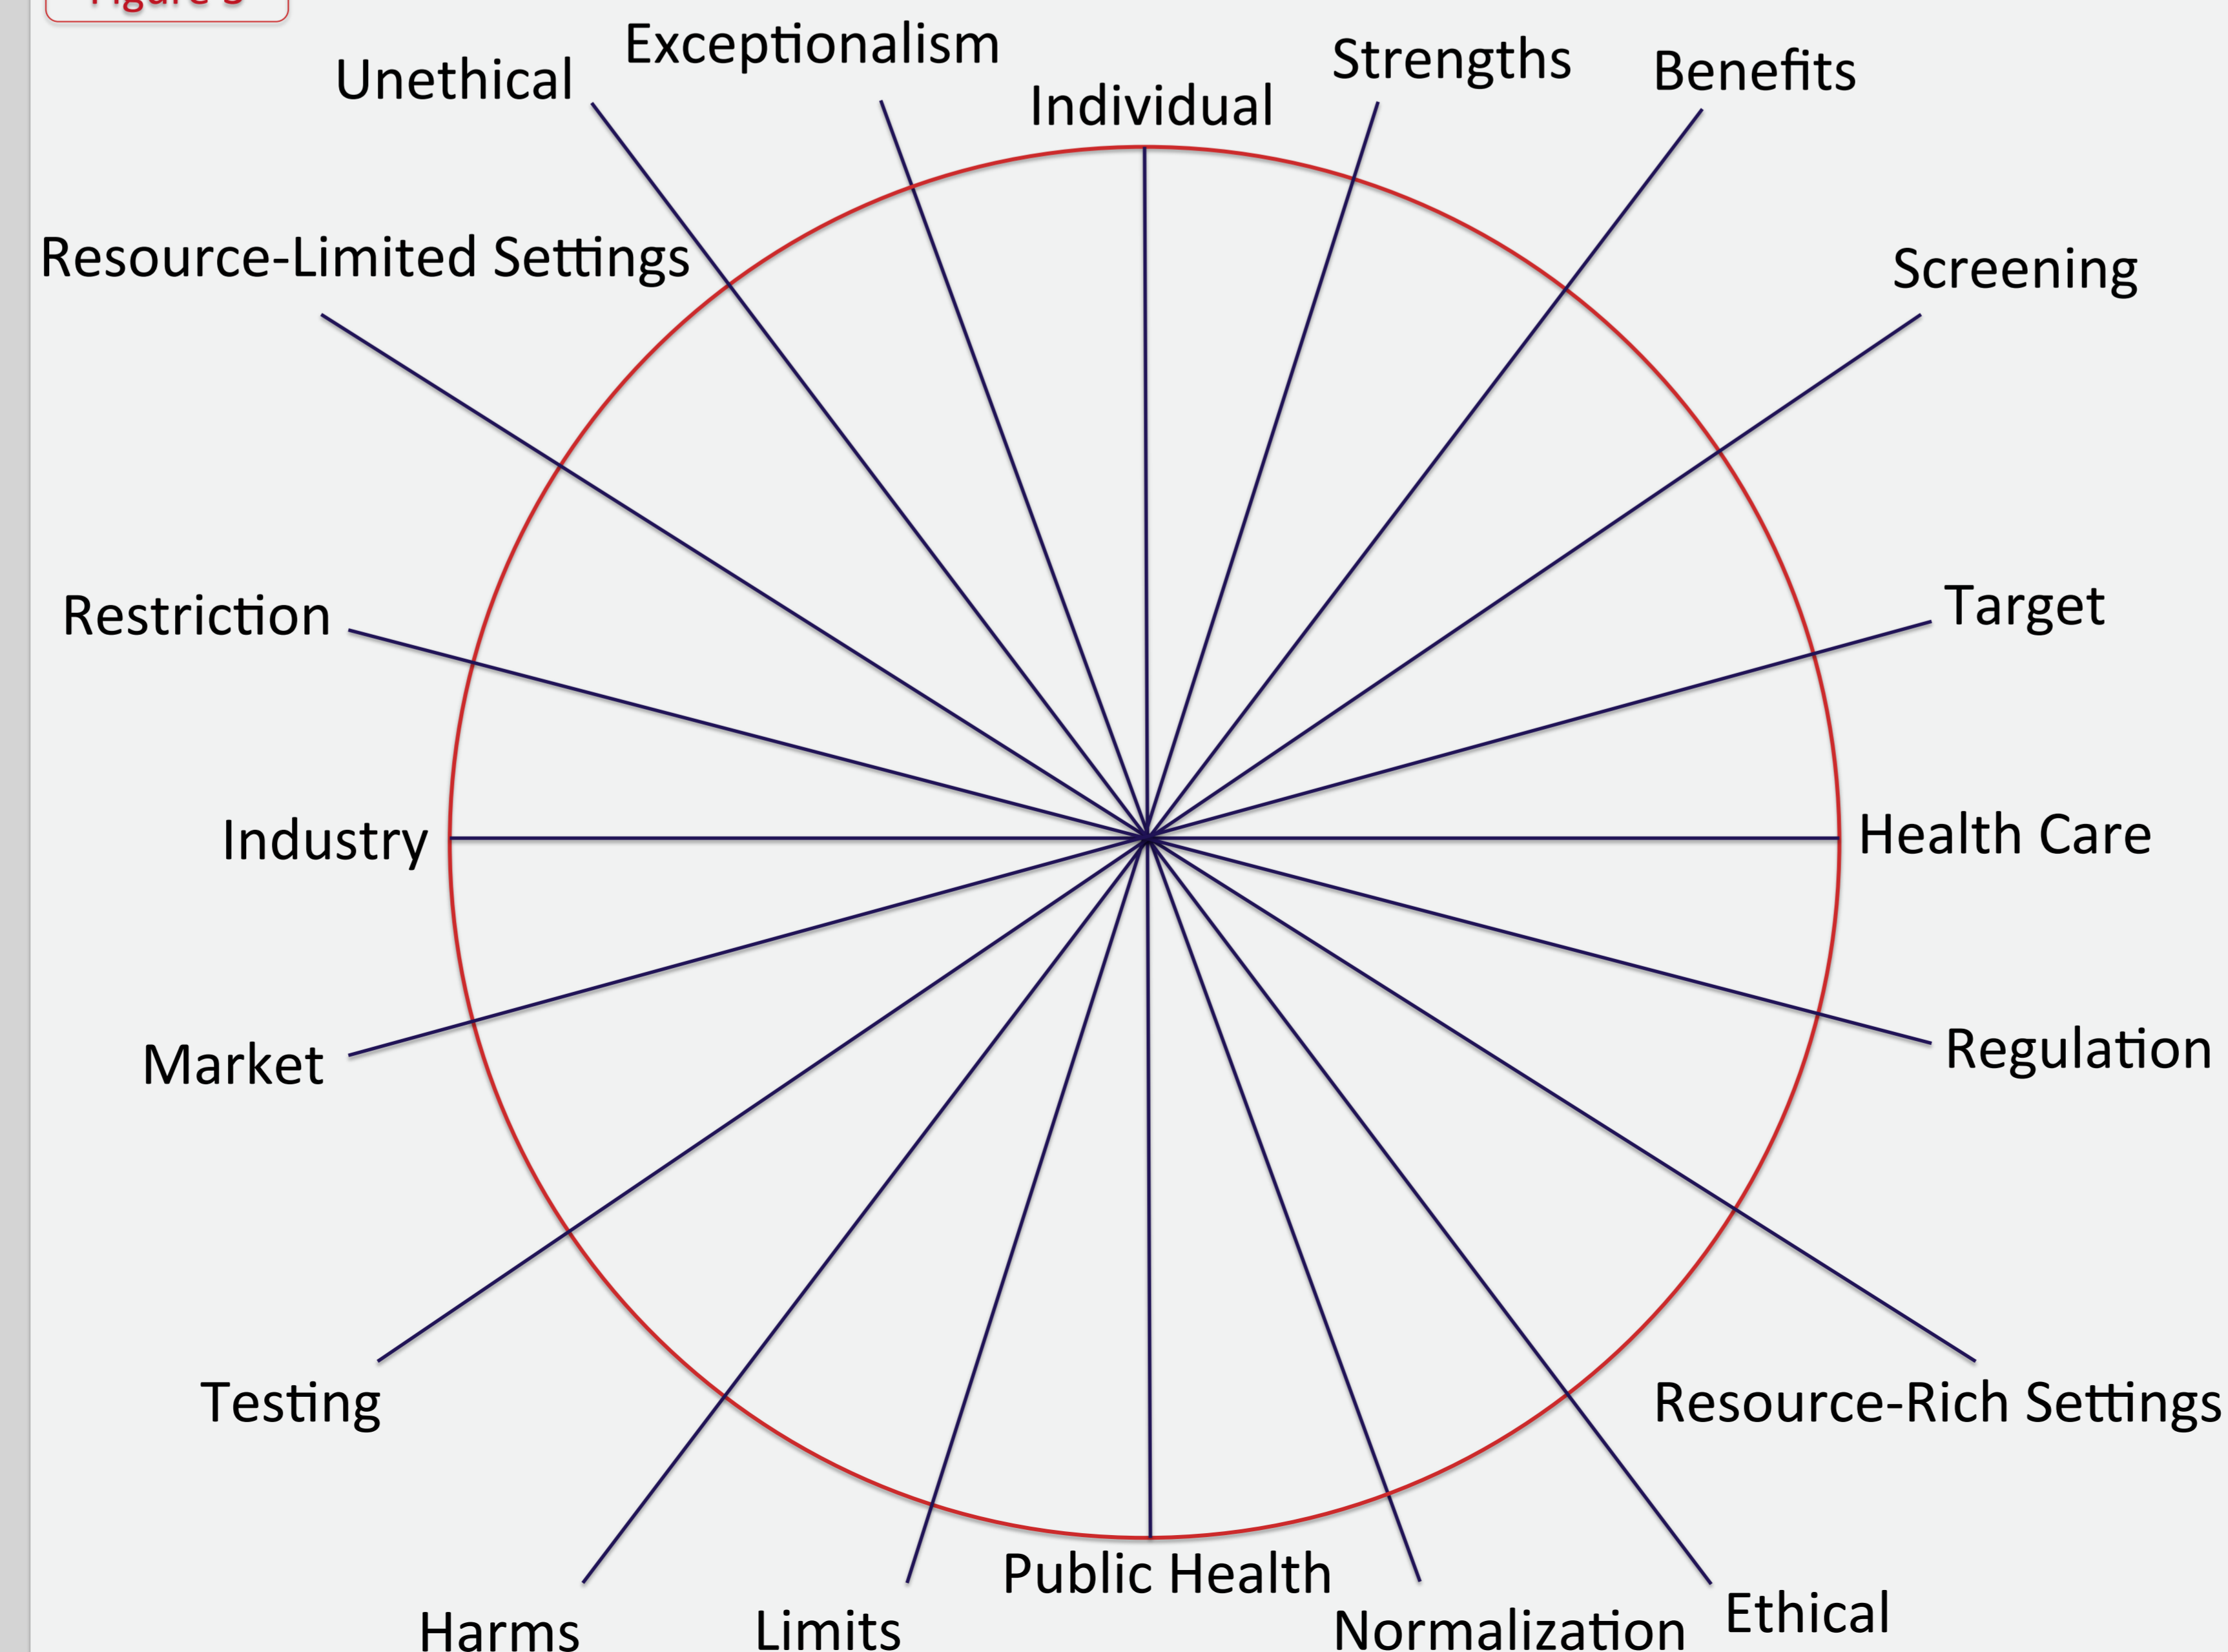 Exceptionalism
Strengths
Benefits
Unethical
Individual
Resource-Limited Settings
Screening
Restriction
Target
Industry
Health Care
Market
Regulation
Testing
Resource-Rich Settings
Public Health
Ethical
Harms
Limits
Normalization